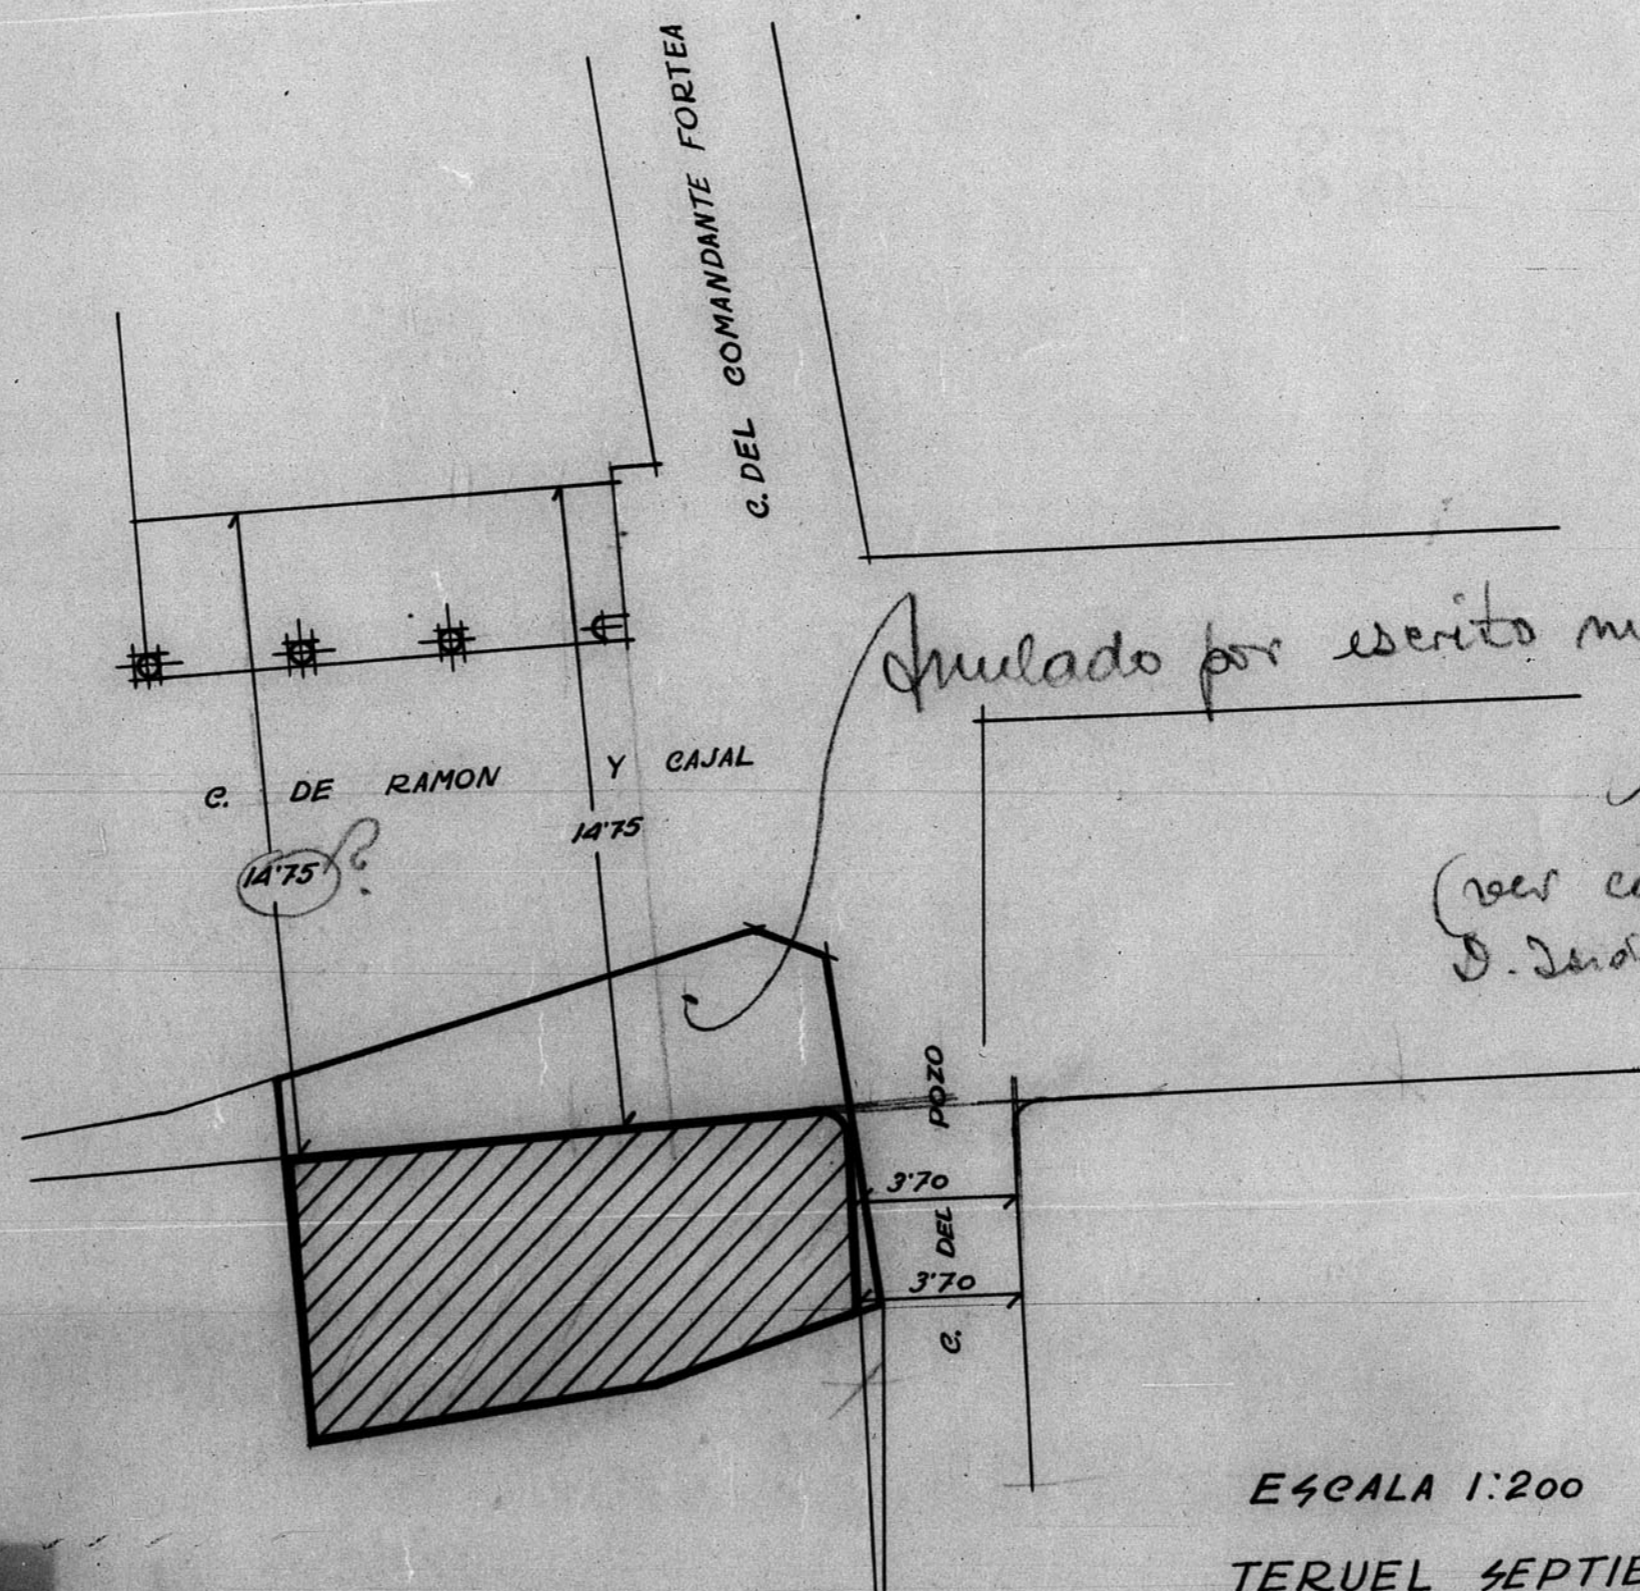 C. DEL COMANDANTE FORTEA
Anulado por escrito
C. DE RAMON Y CAJAL
14'75
14'75 ?
(ver
D.
C. DEL POZO
3'70
3'70
ESCALA 1:200
TERUEL SEPTIE